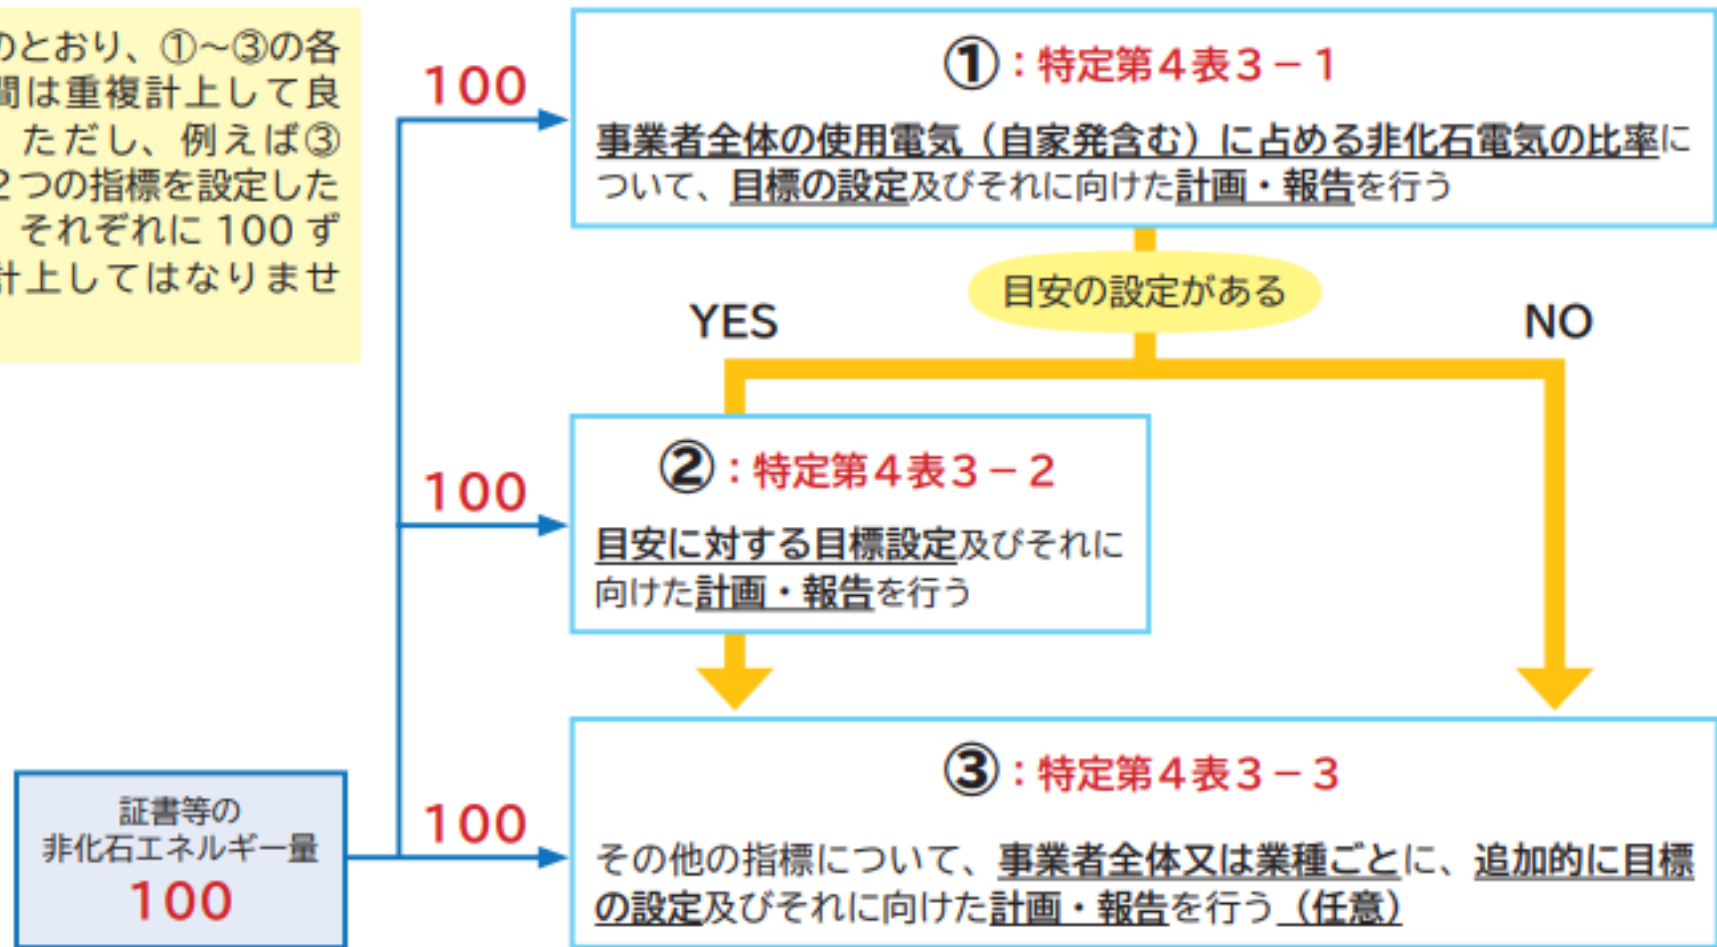 のとおり、①～③の各
間は重複計上して良
ただし、例えば③
2つの指標を設定した
それぞれに 100 ず
計上してはなりませ
100
①：特定第4表3－1
事業者全体の使用電気（自家発含む）に占める非化石電気の比率に
ついて、目標の設定及びそれに向けた計画・報告を行う
目安の設定がある
YES
NO
100
②：特定第4表3－2
目安に対する目標設定及びそれに
向けた計画・報告を行う
証書等の
非化石エネルギー量
100
100
③：特定第4表3－3
その他の指標について、事業者全体又は業種ごとに、追加的に目標
の設定及びそれに向けた計画・報告を行う（任意）